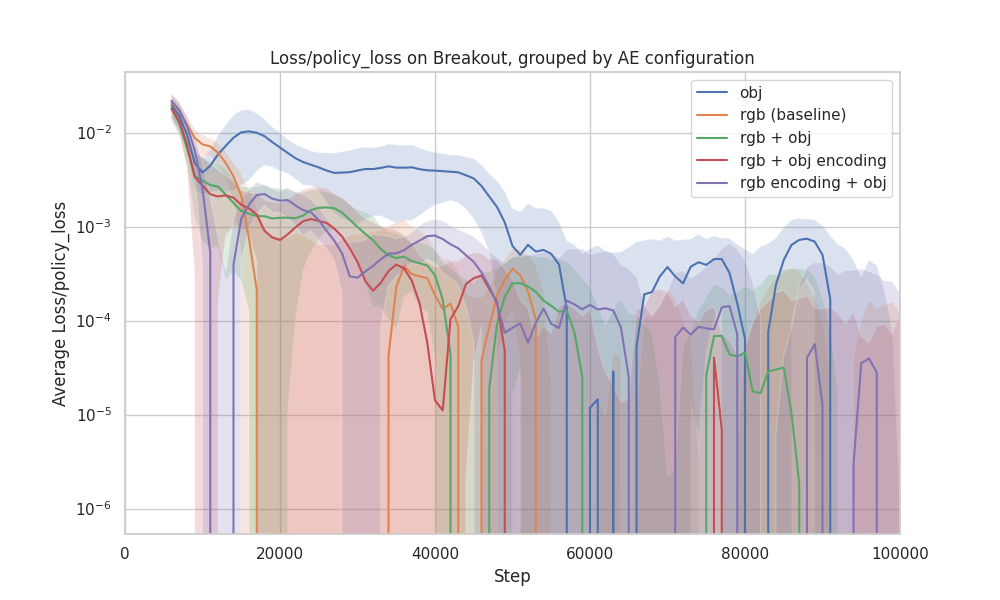 Loss/policy_loss on Breakout, grouped by AE configuration
Average Loss/policy_loss
10⁻²
10⁻³
10⁻⁴
10⁻⁵
10⁻⁶
obj
rgb (baseline)
rgb + obj
rgb + obj encoding
rgb encoding + obj
0 20000 40000 60000 80000 100000
Step